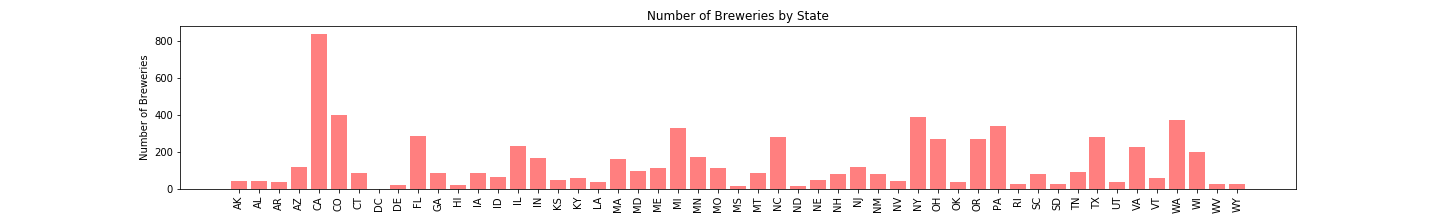 Number of Breweries by State
Number of Breweries
800
600
400
200
0
AK AL AR AZ CA CO CT DC DE FL GA HI IA ID IL IN KS KY LA MA MD ME MI MN MO MS MT NC ND NE NH NJ NM NV NY OH OK OR PA RI SC SD TN TX UT VA VT WA WI WV WY